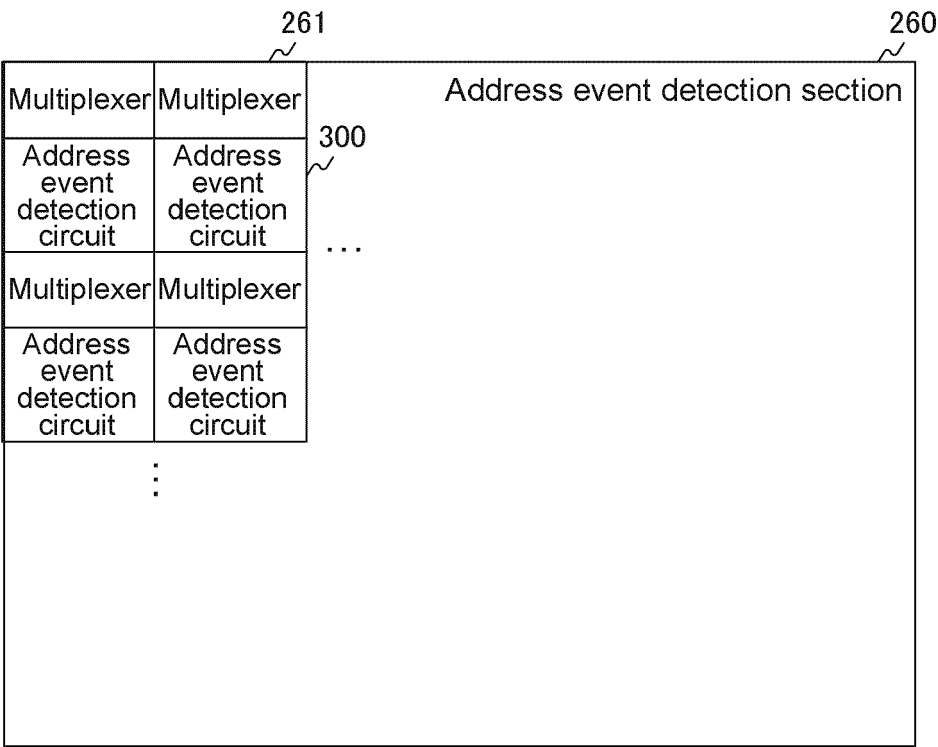 261
260
Multiplexer Multiplexer
Address event detection section
300
Address
event
detection
circuit
Address
event
detection
circuit
...
Multiplexer Multiplexer
Address
event
detection
circuit
Address
event
detection
circuit
⋮